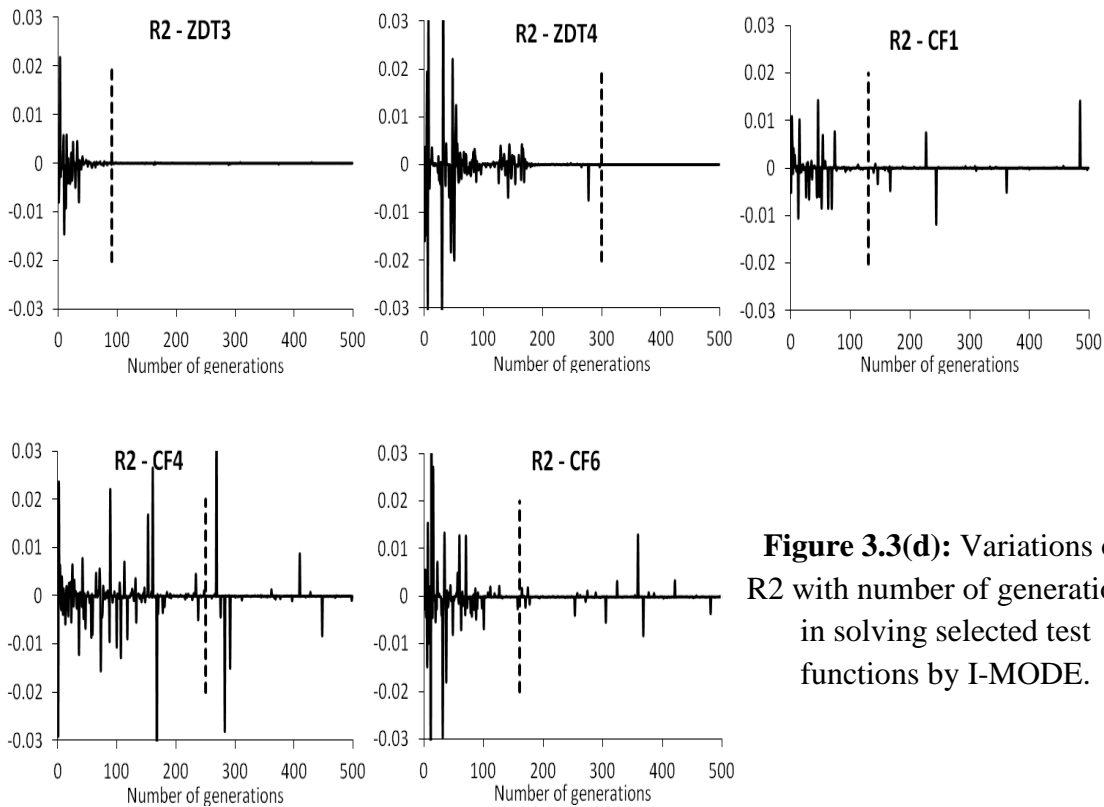 R2 - ZDT3
0.03
0.02
0.01
0
-0.01
-0.02
-0.03
0 100 200 300 400 500
Number of generations
R2 - ZDT4
0.03
0.02
0.01
0
-0.01
-0.02
-0.03
0 100 200 300 400 500
Number of generations
R2 - CF1
0.03
0.02
0.01
0
-0.01
-0.02
-0.03
0 100 200 300 400 500
Number of generations
R2 - CF4
0.03
0.02
0.01
0
-0.01
-0.02
-0.03
0 100 200 300 400 500
Number of generations
R2 - CF6
0.03
0.02
0.01
0
-0.01
-0.02
-0.03
0 100 200 300 400 500
Number of generations
Figure 3.3(d): Variations
R2 with number of
in solving selected test
functions by I-MODE.